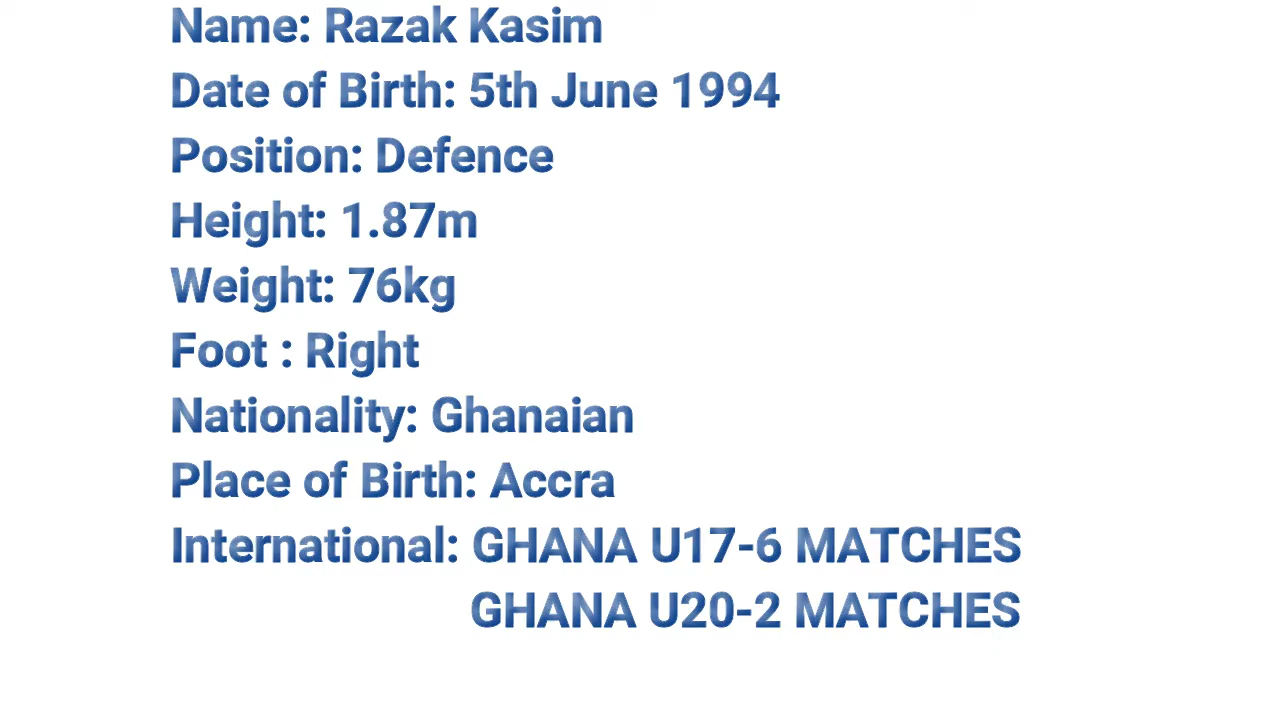 Name: Razak Kasim
Date of Birth: 5th June 1994
Position: Defence
Height: 1.87m
Weight: 76kg
Foot : Right
Nationality: Ghanaian
Place of Birth: Accra
International: GHANA U17-6 MATCHES
GHANA U20-2 MATCHES